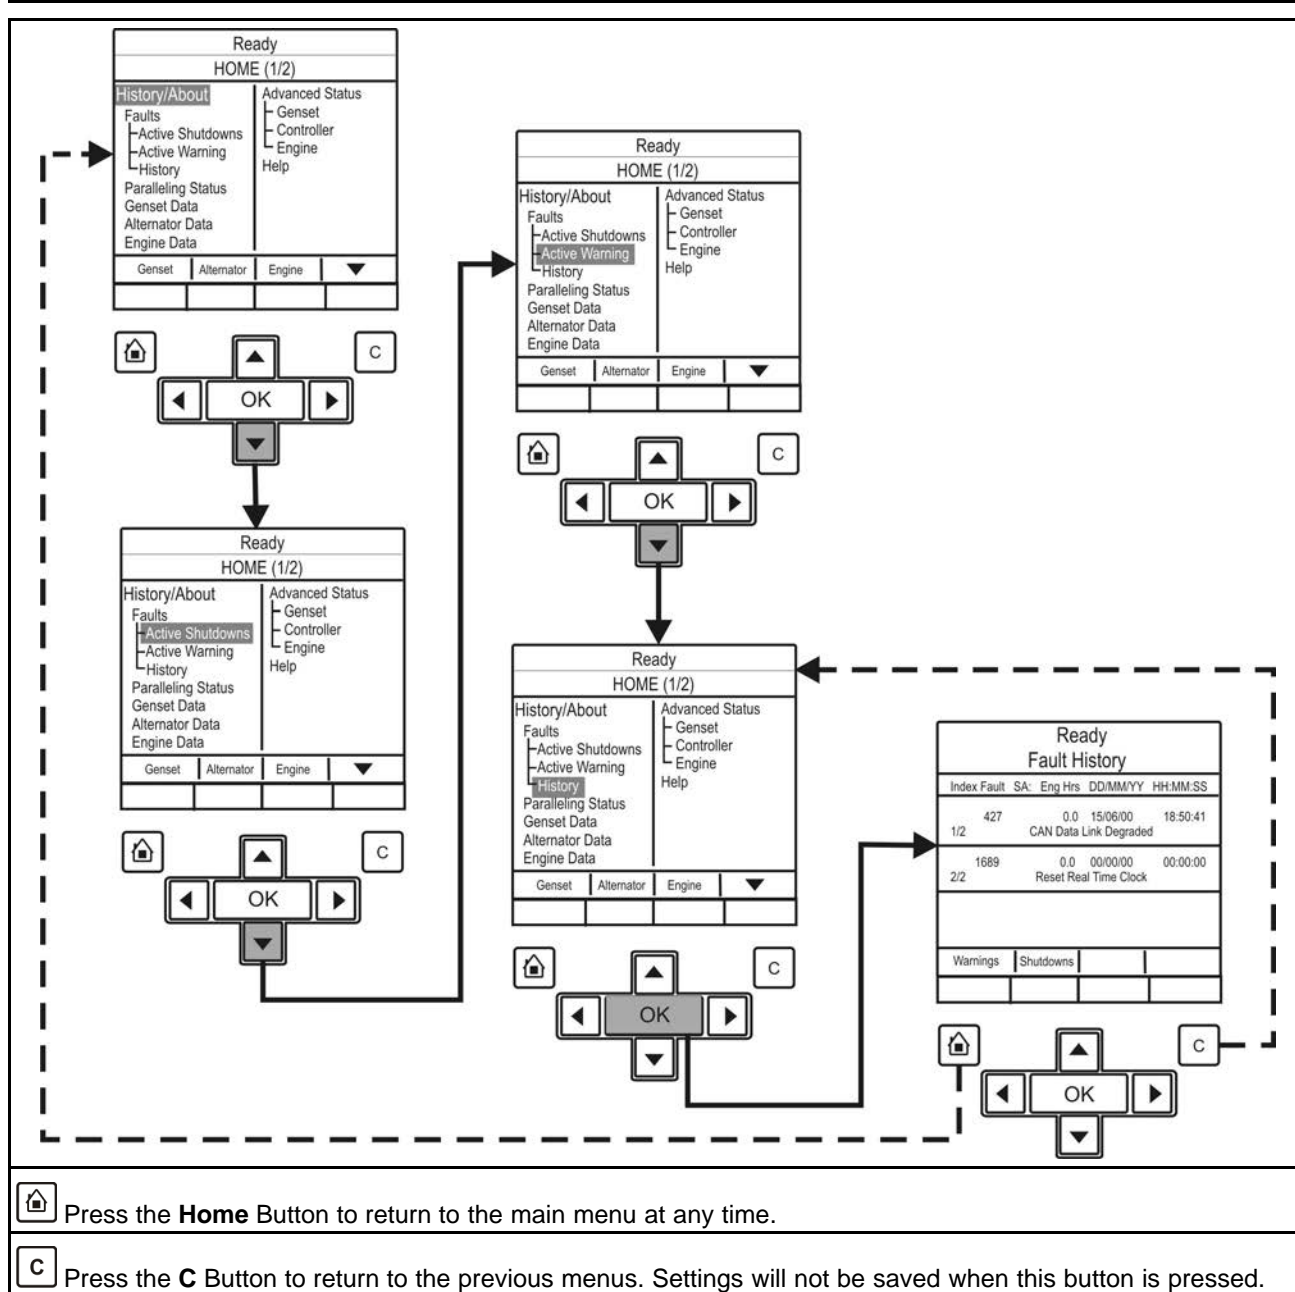 Ready
HOME (1/2)
History/About
Faults
Active Shutdowns
Active Warning
History
Paralleling Status
Genset Data
Alternator Data
Engine Data
Advanced Status
Genset
Controller
Engine
Help
Genset Alternator Engine
C
OK
Ready
HOME (1/2)
History/About
Faults
Active Shutdowns
Active Warning
History
Paralleling Status
Genset Data
Alternator Data
Engine Data
Advanced Status
Genset
Controller
Engine
Help
Genset Alternator Engine
C
OK
Ready
HOME (1/2)
History/About
Faults
Active Shutdowns
Active Warning
History
Paralleling Status
Genset Data
Alternator Data
Engine Data
Advanced Status
Genset
Controller
Engine
Help
Genset Alternator Engine
C
OK
Ready
HOME (1/2)
History/About
Faults
Active Shutdowns
Active Warning
History
Paralleling Status
Genset Data
Alternator Data
Engine Data
Advanced Status
Genset
Controller
Engine
Help
Genset Alternator Engine
C
OK
Ready
Fault History
Index Fault SA: Eng Hrs DD/MM/YY HH:MM:SS
427 0.0 15/06/00 18:50:41
1/2 CAN Data Link Degraded
1689 0.0 00/00/00 00:00:00
2/2 Reset Real Time Clock
Warnings Shutdowns
C
OK
Press the Home Button to return to the main menu at any time.
C Press the C Button to return to the previous menus. Settings will not be saved when this button is pressed.